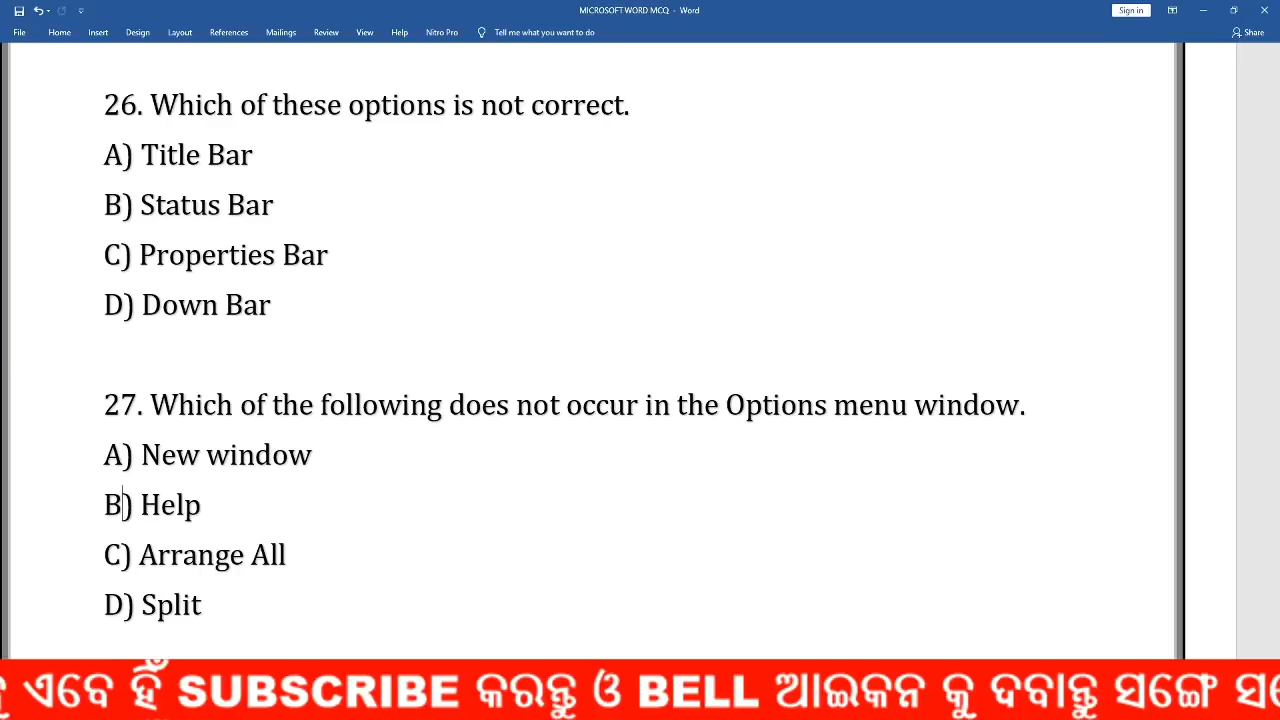 MICROSOFT WORD MCQ - Word
Sign in
File Home Insert Design Layout References Mailings Review View Help Nitro Pro Tell me what you want to do Share
26. Which of these options is not correct.
A) Title Bar
B) Status Bar
C) Properties Bar
D) Down Bar
27. Which of the following does not occur in the Options menu window.
A) New window
B) Help
C) Arrange All
D) Split
ଏବେ ହିଁ SUBSCRIBE କରନ୍ତୁ ଓ BELL ଆଇକନ କୁ ଦବାନ୍ତୁ ସଙ୍ଗେ